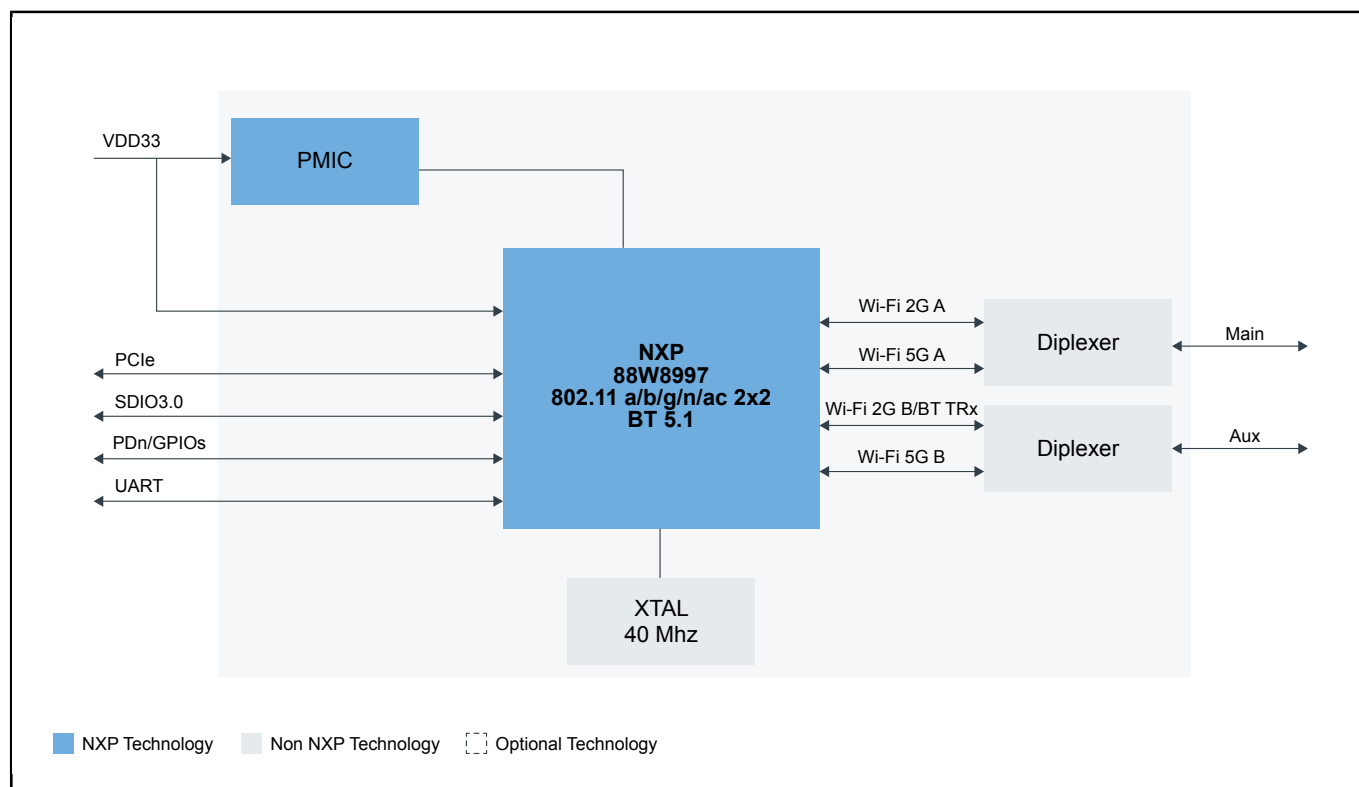 VDD33
PMIC
PCIe
SDIO3.0
PDn/GPIOs
UART
NXP
88W8997
802.11 a/b/g/n/ac 2x2
BT 5.1
Wi-Fi 2G A
Wi-Fi 5G A
Wi-Fi 2G B/BT TRx
Wi-Fi 5G B
Diplexer
Main
Diplexer
Aux
XTAL
40 Mhz
NXP Technology
Non NXP Technology
Optional Technology